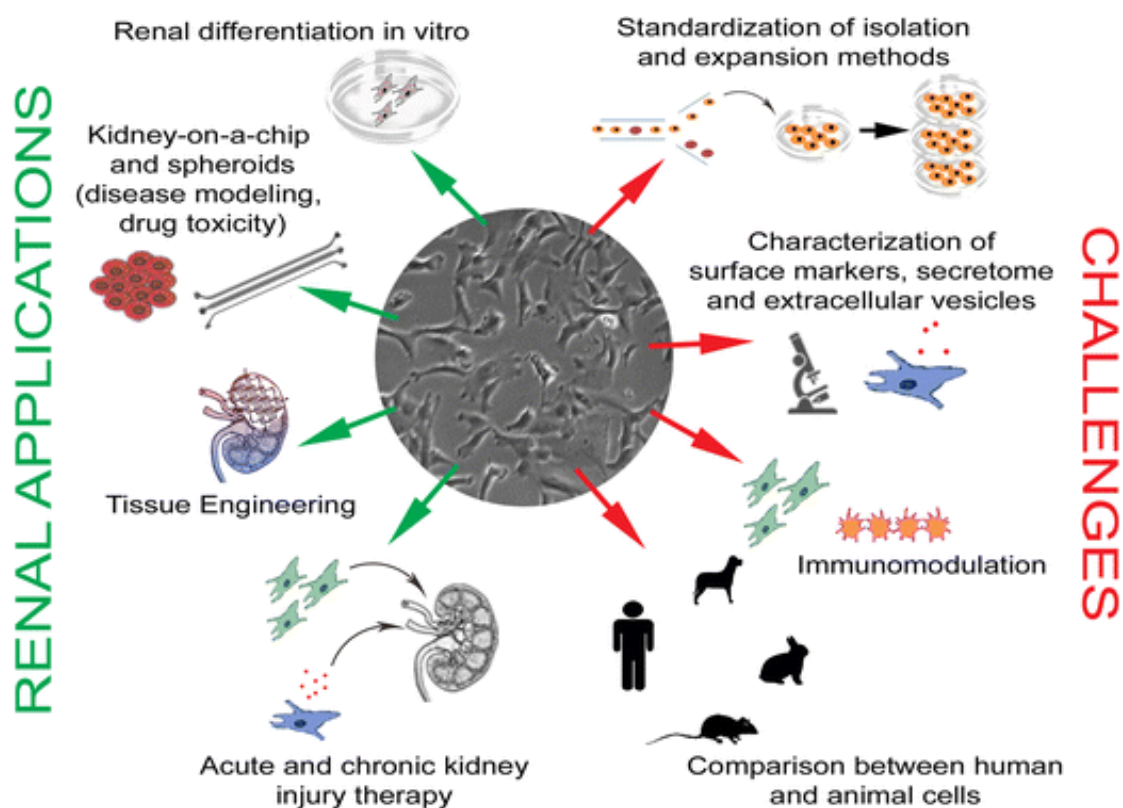 RENAL APPLICATIONS
Renal differentiation in vitro
Kidney-on-a-chip
and spheroids
(disease modeling,
drug toxicity)
Tissue Engineering
Acute and chronic kidney
injury therapy
Standardization of isolation
and expansion methods
Characterization of
surface markers, secretome
and extracellular vesicles
Immunomodulation
Comparison between human
and animal cells
CHALLENGES